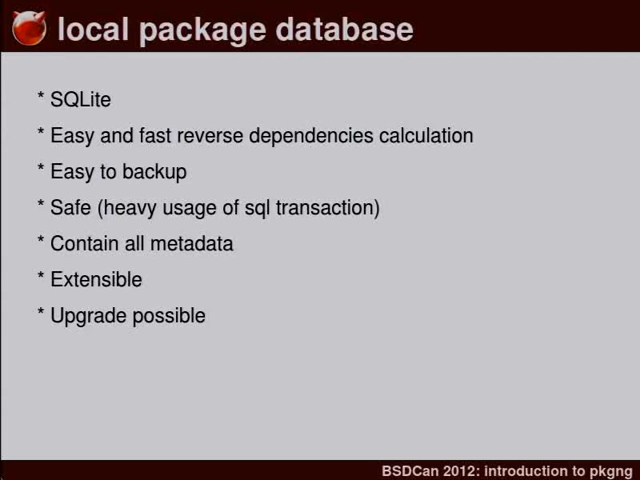 local package database
* SQLite
* Easy and fast reverse dependencies calculation
* Easy to backup
* Safe (heavy usage of sql transaction)
* Contain all metadata
* Extensible
* Upgrade possible
BSDCan 2012: introduction to pkgng